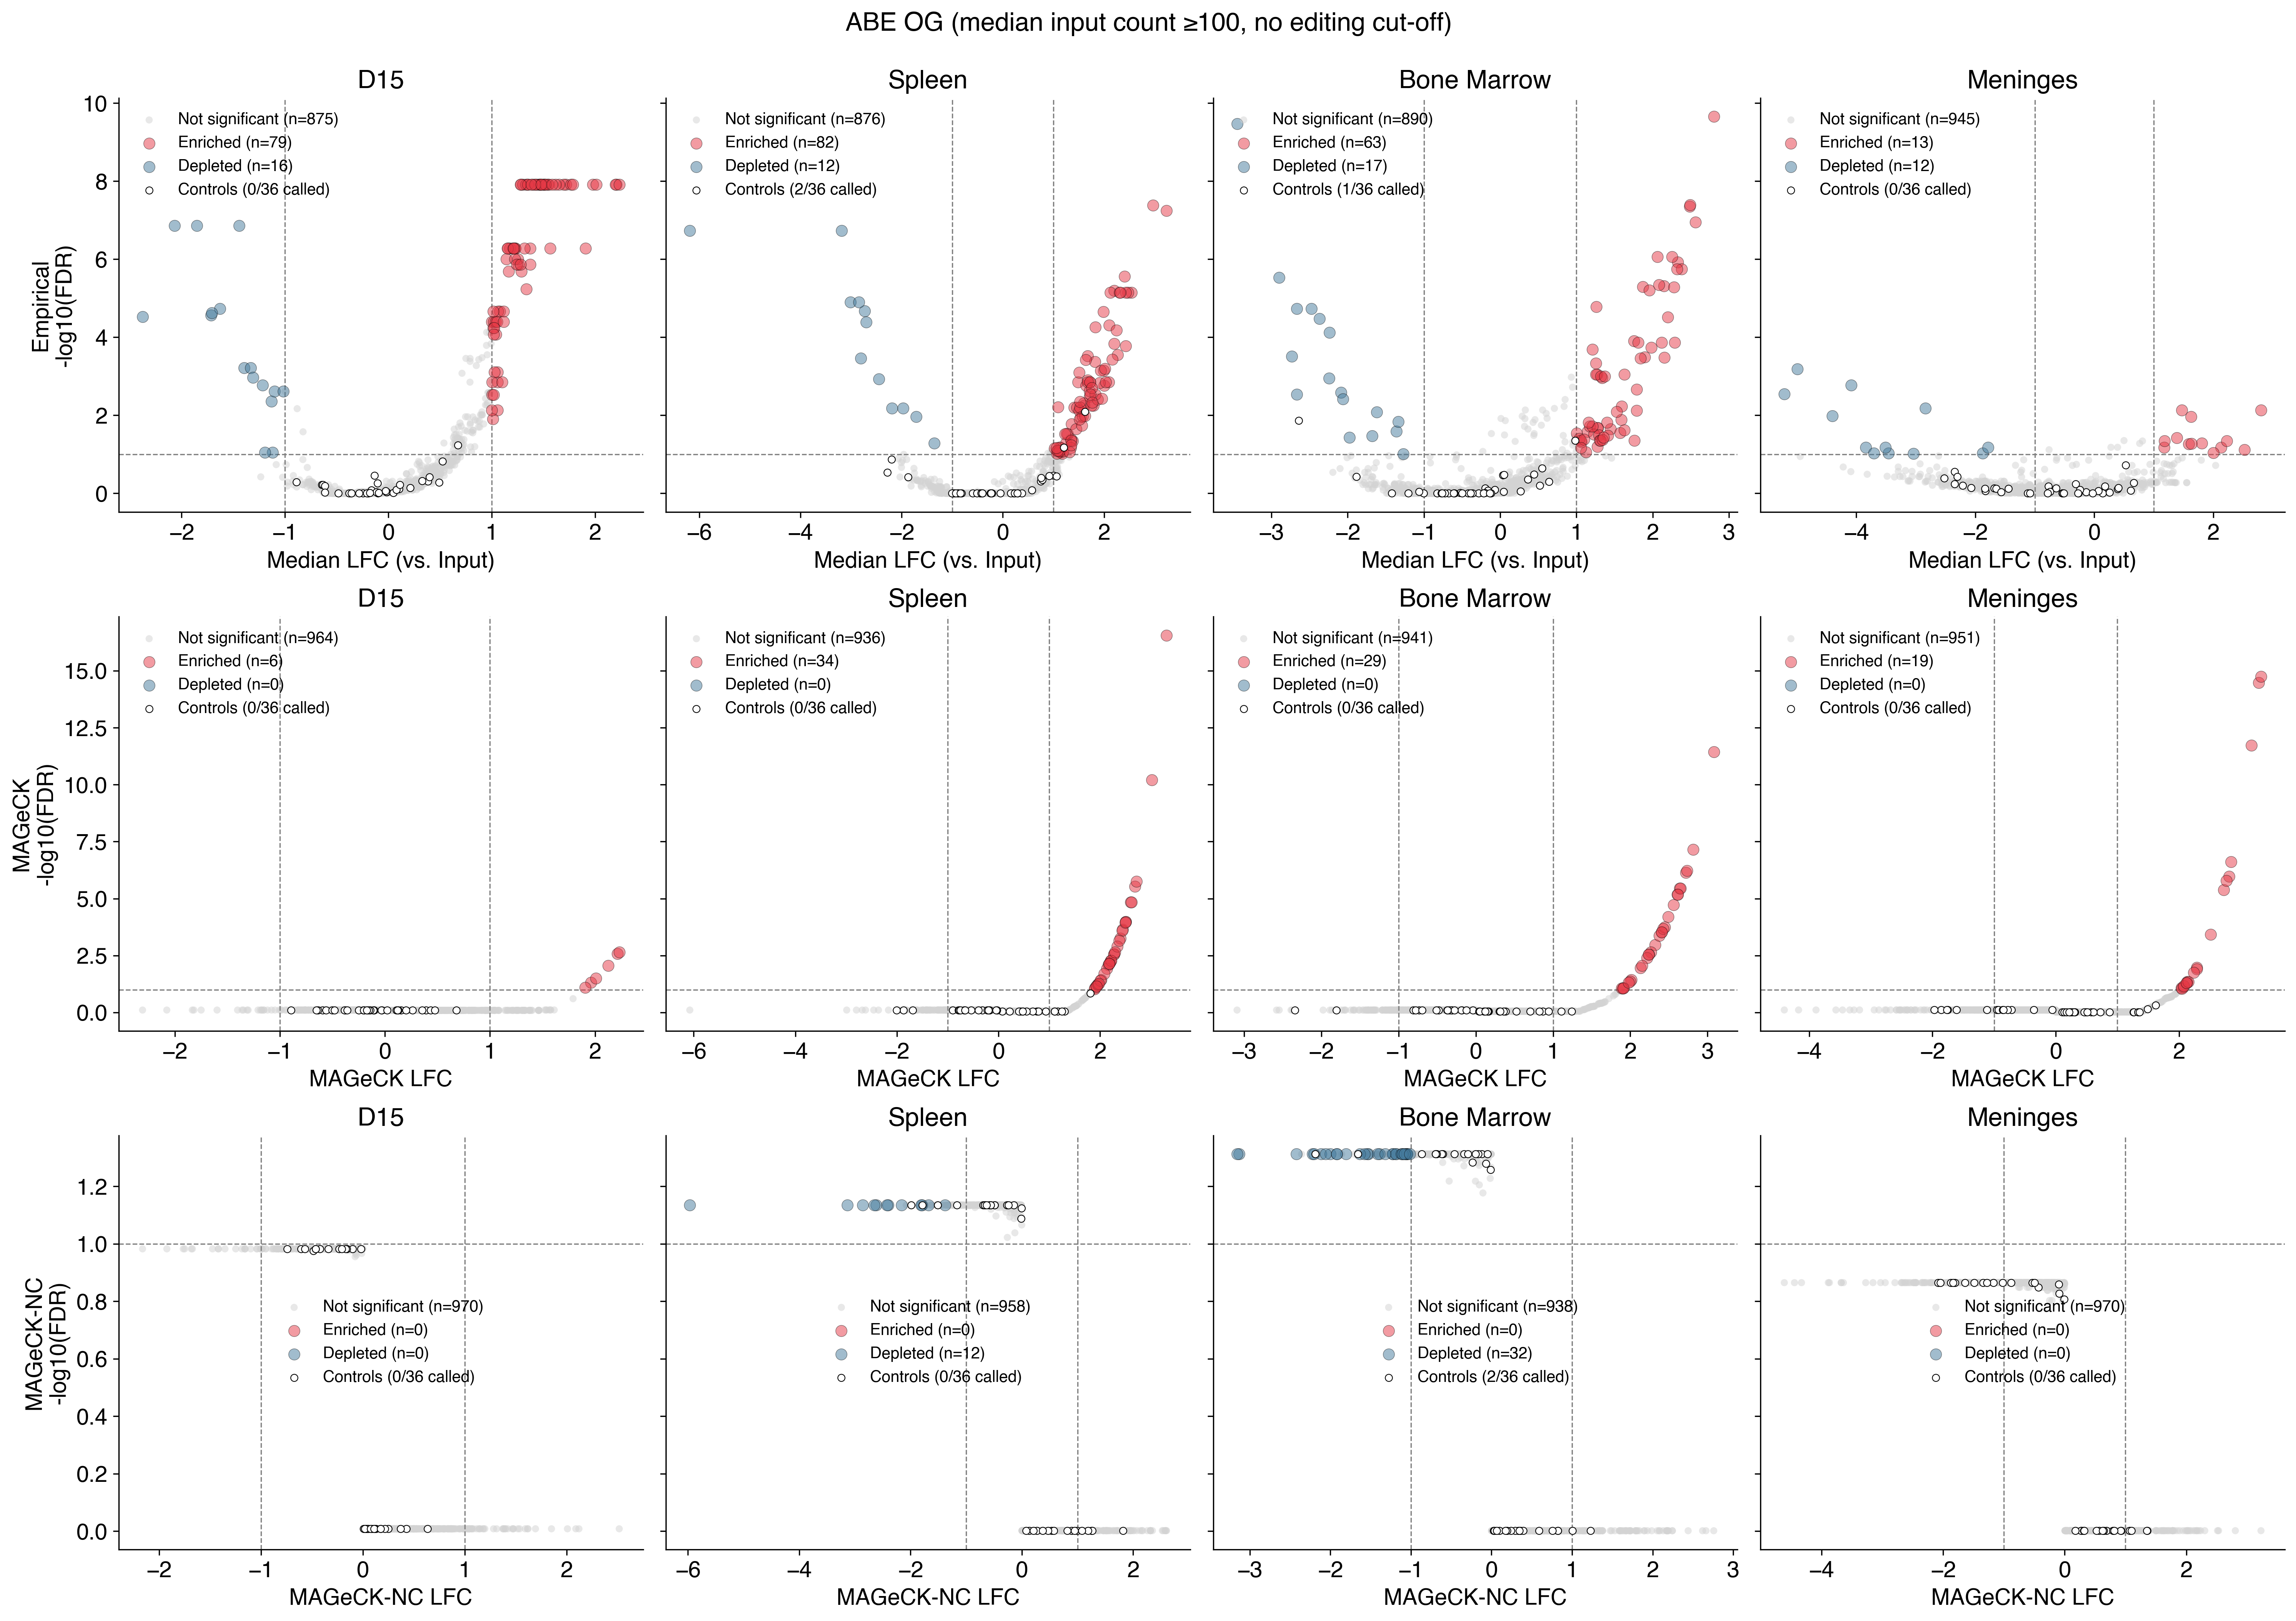 ABE OG (median input count ≥100, no editing cut-off)
D15
Spleen
Bone Marrow
Meninges
Empirical
-log10(FDR)
10
8
6
4
2
0
Not significant (n=875)
Enriched (n=79)
Depleted (n=16)
Controls (0/36 called)
−2 −1 0 1 2
Median LFC (vs. Input)
Not significant (n=876)
Enriched (n=82)
Depleted (n=12)
Controls (2/36 called)
−6 −4 −2 0 2
Median LFC (vs. Input)
Not significant (n=890)
Enriched (n=63)
Depleted (n=17)
Controls (1/36 called)
−3 −2 −1 0 1 2 3
Median LFC (vs. Input)
Not significant (n=945)
Enriched (n=13)
Depleted (n=12)
Controls (0/36 called)
−4 −2 0 2
Median LFC (vs. Input)
D15
Spleen
Bone Marrow
Meninges
MAGeCK
-log10(FDR)
15.0
12.5
10.0
7.5
5.0
2.5
0.0
Not significant (n=964)
Enriched (n=6)
Depleted (n=0)
Controls (0/36 called)
−2 −1 0 1 2
MAGeCK LFC
Not significant (n=936)
Enriched (n=34)
Depleted (n=0)
Controls (0/36 called)
−6 −4 −2 0 2
MAGeCK LFC
Not significant (n=941)
Enriched (n=29)
Depleted (n=0)
Controls (0/36 called)
−3 −2 −1 0 1 2 3
MAGeCK LFC
Not significant (n=951)
Enriched (n=19)
Depleted (n=0)
Controls (0/36 called)
−4 −2 0 2
MAGeCK LFC
D15
Spleen
Bone Marrow
Meninges
MAGeCK-NC
-log10(FDR)
1.2
1.0
0.8
0.6
0.4
0.2
0.0
Not significant (n=970)
Enriched (n=0)
Depleted (n=0)
Controls (0/36 called)
−2 −1 0 1 2
MAGeCK-NC LFC
Not significant (n=958)
Enriched (n=0)
Depleted (n=12)
Controls (0/36 called)
−6 −4 −2 0 2
MAGeCK-NC LFC
Not significant (n=938)
Enriched (n=0)
Depleted (n=32)
Controls (2/36 called)
−3 −2 −1 0 1 2 3
MAGeCK-NC LFC
Not significant (n=970)
Enriched (n=0)
Depleted (n=0)
Controls (0/36 called)
−4 −2 0 2
MAGeCK-NC LFC